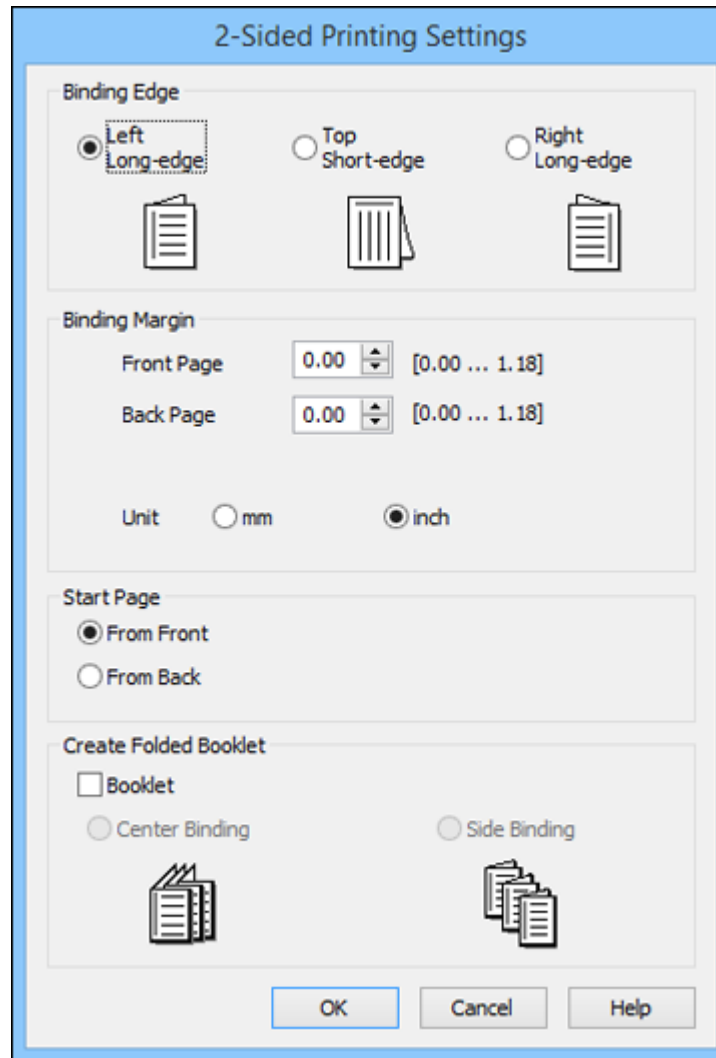 2-Sided Printing Settings
Binding Edge
Left
Long-edge
Top
Short-edge
Right
Long-edge
Binding Margin
Front Page 0.00 [0.00 ... 1.18]
Back Page 0.00 [0.00 ... 1.18]
Unit mm inch
Start Page
From Front
From Back
Create Folded Booklet
Booklet
Center Binding Side Binding
OK Cancel Help